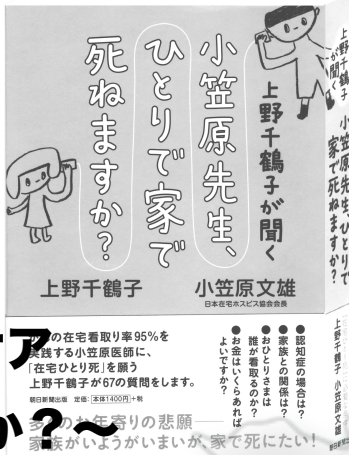 上野千鶴子が聞く
小笠原先生、
ひとりで家で
死ねますか？
上野千鶴子
小笠原文雄
日本在宅ホスピス協会会長
の在宅看取り率95%を
実践する小笠原医師に、
「在宅ひとり死」を願う
上野千鶴子が67の質問をします。
朝日新聞出版 定価：本体1400円+税
●認知症の場合は？
●家族との関係は？
●おひとりさまは
誰が看取るのか？
●お金はいくらあれば
よいですか？
のお年寄りの悲願
家族がいようがいまいが、家で死にたい！
ア
か？～
上野千鶴子が聞く
小笠原先生、ひとりで
家で死ねますか？
上野千鶴子
小笠原文雄
朝日新聞出版